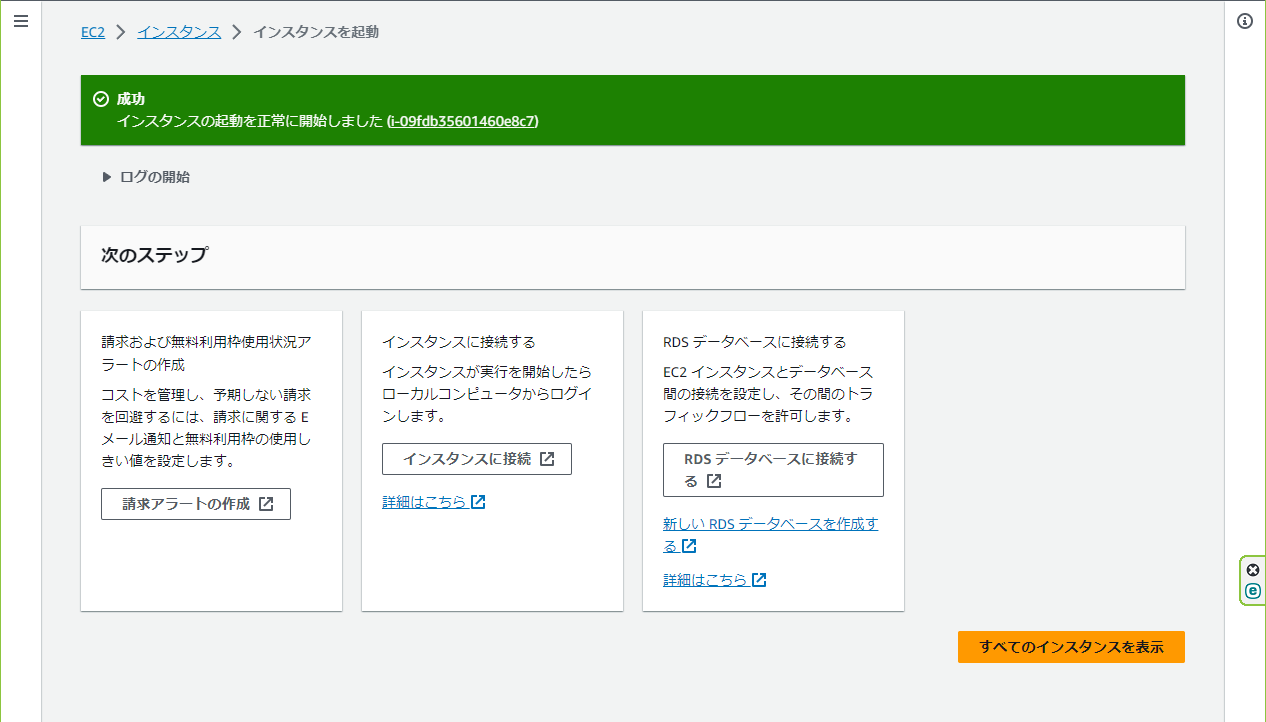 EC2 > インスタンス > インスタンスを起動
成功
インスタンスの起動を正常に開始しました (i-09fdb35601460e8c7)
ログの開始
次のステップ
請求および無料利用枠使用状況ア
ラートの作成
コストを管理し、予期しない請求
を回避するには、請求に関する E
メール通知と無料利用枠の使用し
きい値を設定します。
請求アラートの作成
インスタンスに接続する
インスタンスが実行を開始したら
ローカルコンピュータからログイ
ンします。
インスタンスに接続
詳細はこちら
RDS データベースに接続する
EC2 インスタンスとデータベース
間の接続を設定し、その間のトラ
フィックフローを許可します。
RDS データベースに接続す
る
新しい RDS データベースを作成す
る
詳細はこちら
すべてのインスタンスを表示
e